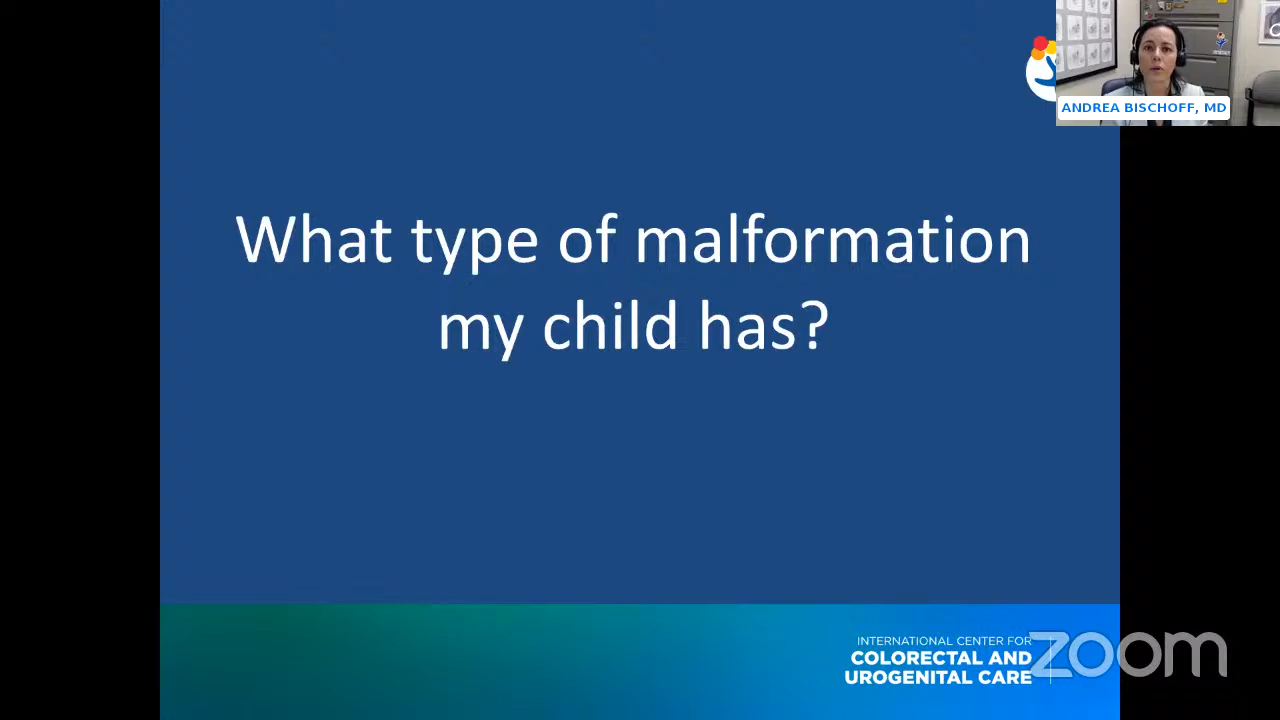 ANDREA BISCHOFF, MD
What type of malformation
my child has?
INTERNATIONAL CENTER FOR
COLORECTAL AND
UROGENITAL CARE
zoom